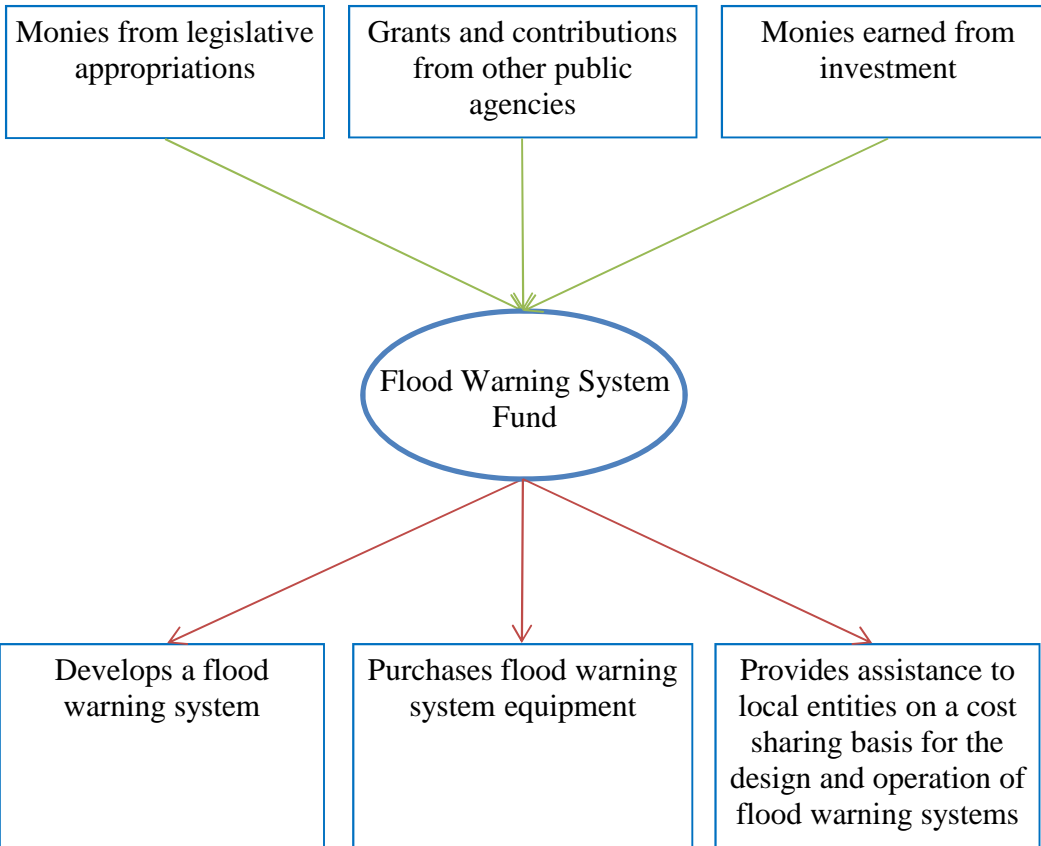 Monies from legislative
appropriations
Grants and contributions
from other public
agencies
Monies earned from
investment
Flood Warning System
Fund
Develops a flood
warning system
Purchases flood warning
system equipment
Provides assistance to
local entities on a cost
sharing basis for the
design and operation of
flood warning systems